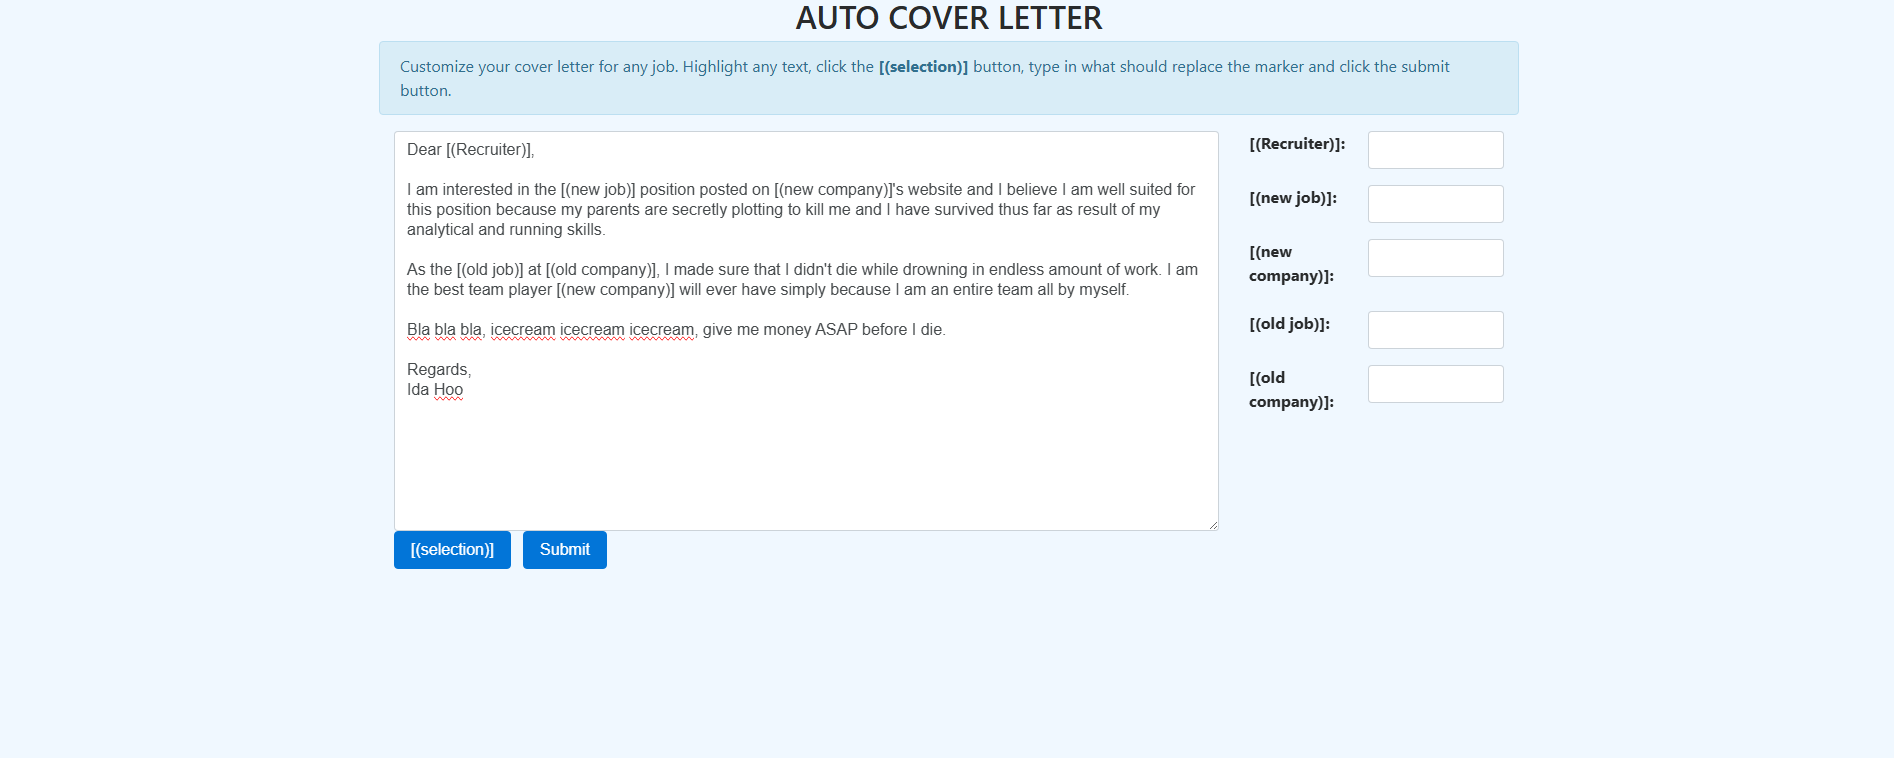 AUTO COVER LETTER
Customize your cover letter for any job. Highlight any text, click the [(selection)] button, type in what should replace the marker and click the submit
button.
Dear [(Recruiter)],
I am interested in the [(new job)] position posted on [(new company)]'s website and I believe I am well suited for
this position because my parents are secretly plotting to kill me and I have survived thus far as result of my
analytical and running skills.
As the [(old job)] at [(old company)], I made sure that I didn't die while drowning in endless amount of work. I am
the best team player [(new company)] will ever have simply because I am an entire team all by myself.
Bla bla bla, icecream icecream icecream, give me money ASAP before I die.
Regards,
Ida Hoo
[(selection)] Submit
[(Recruiter)]:
[(new job)]:
[(new
company)]:
[(old job)]:
[(old
company)]: